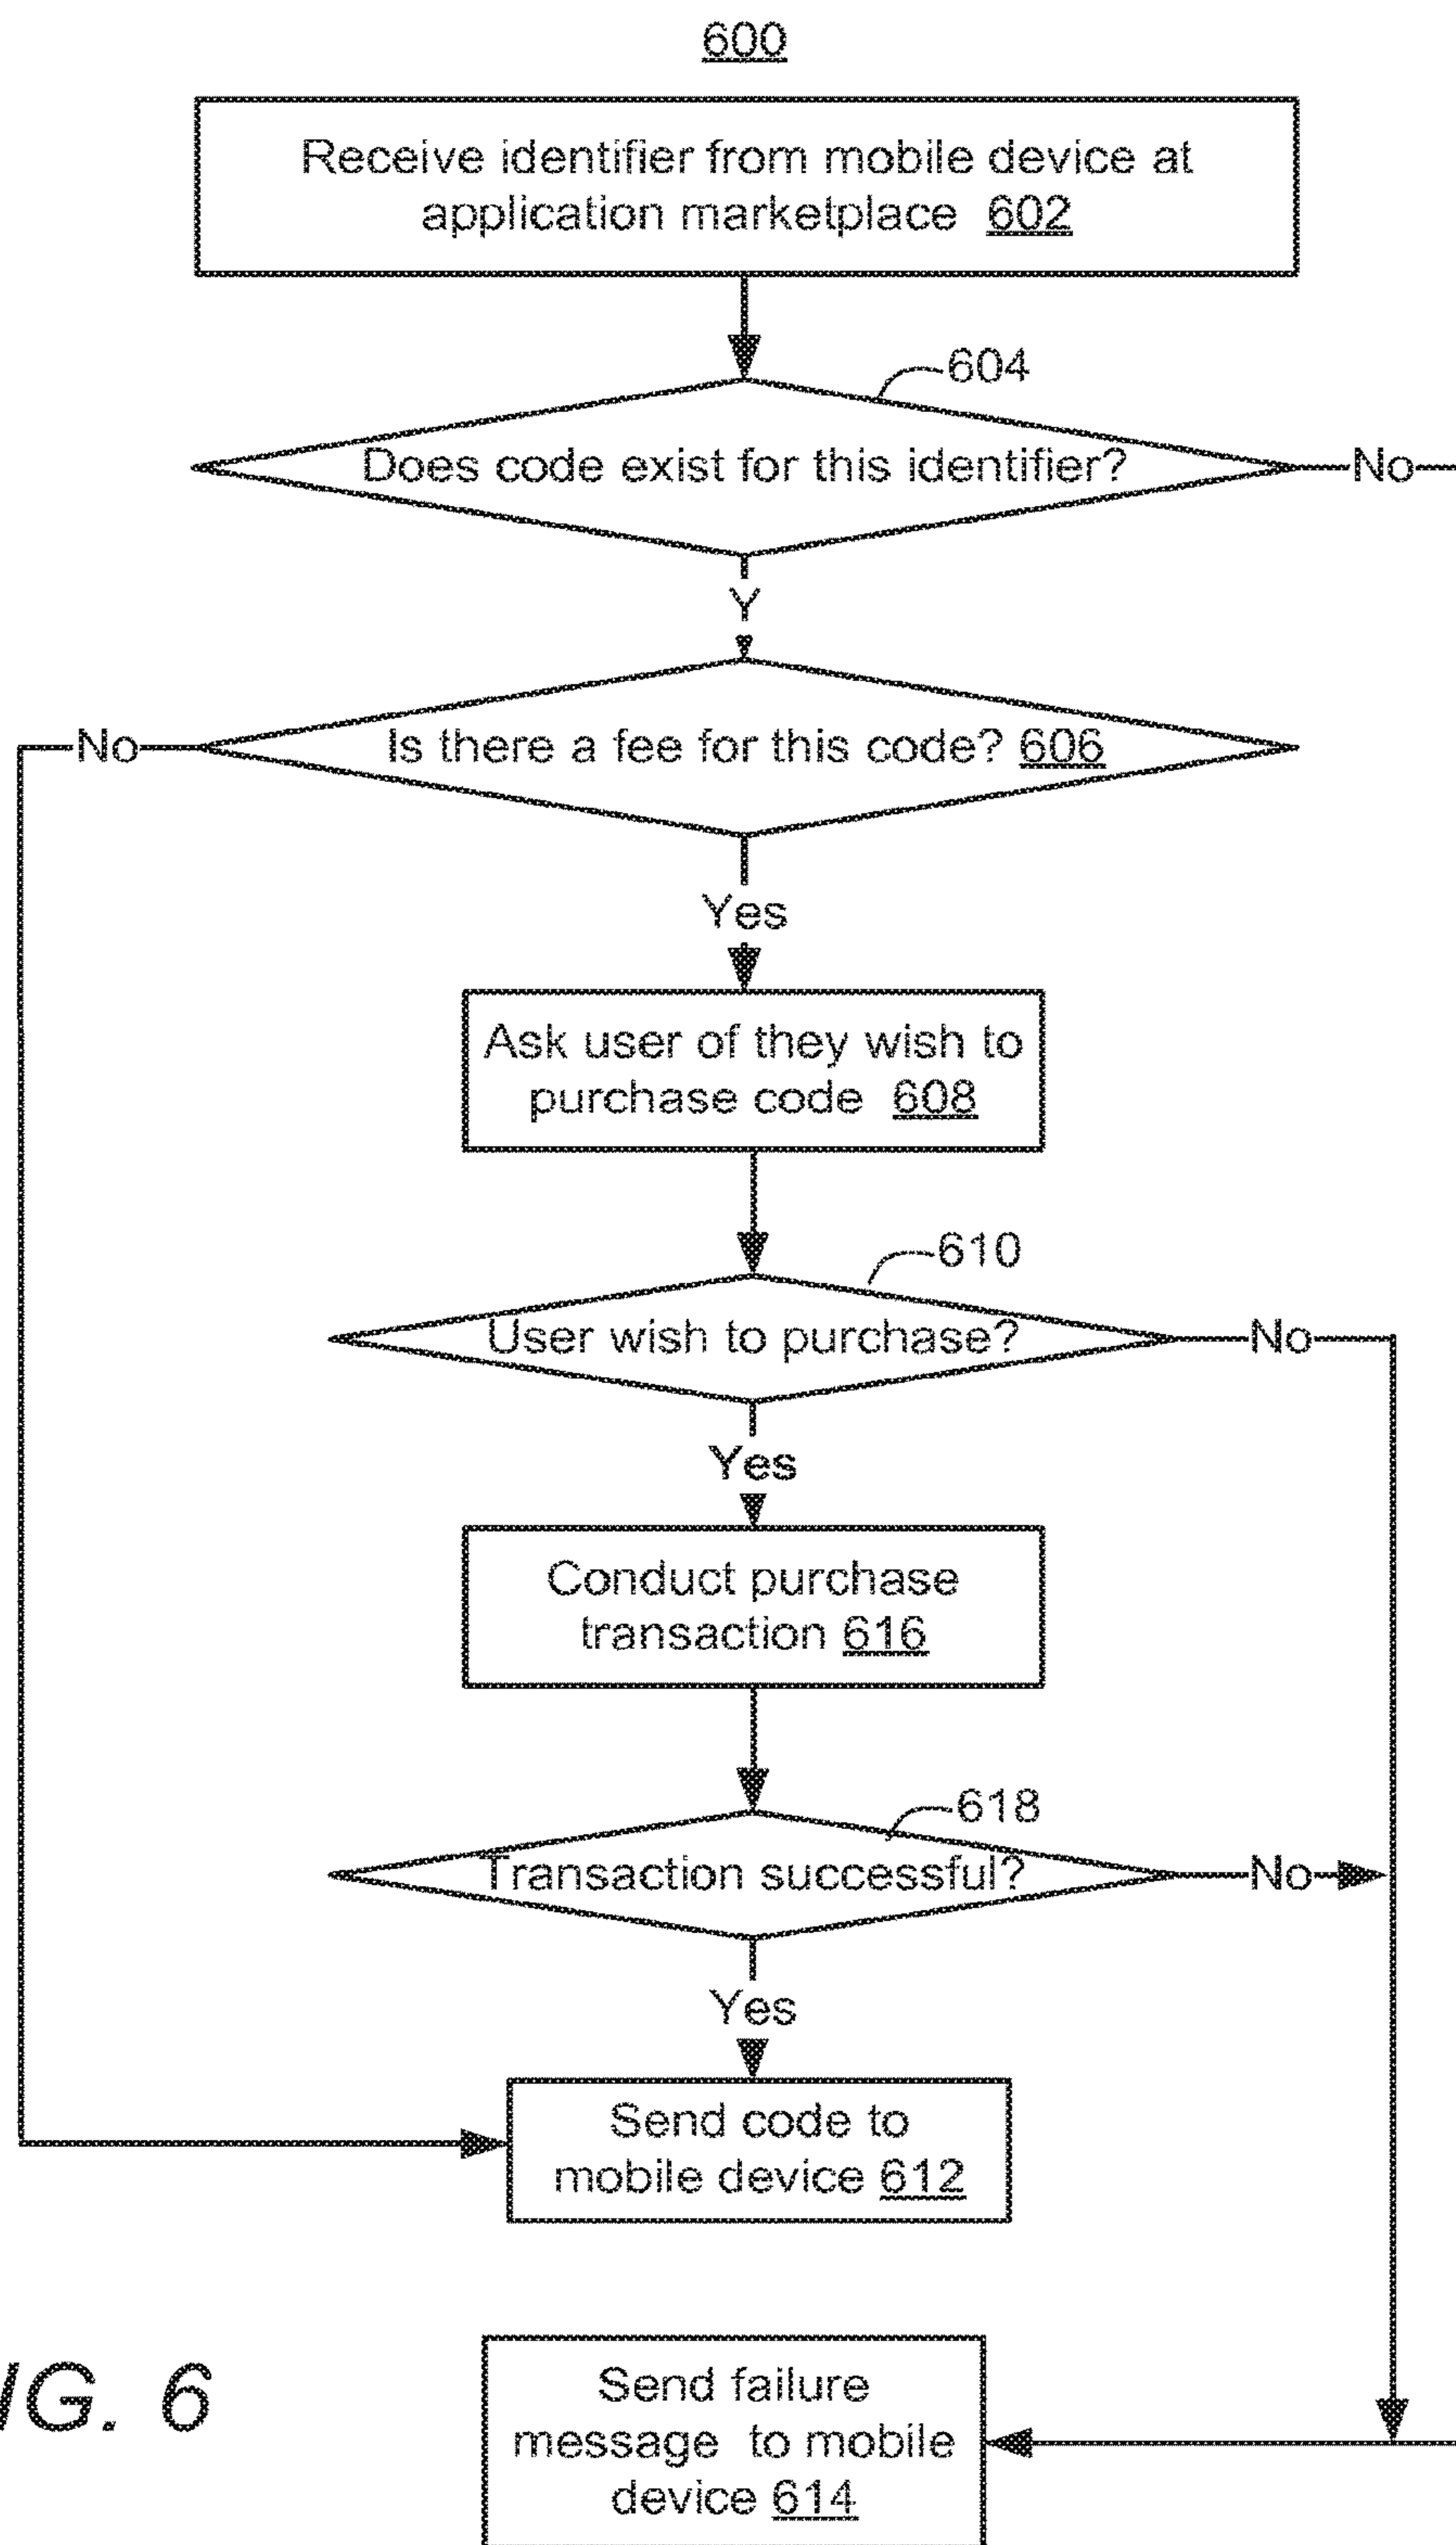 600
Receive identifier from mobile device at
application marketplace 602
604
Does code exist for this identifier?
No
Y
Is there a fee for this code? 606
No
Yes
Ask user of they wish to
purchase code 608
610
User wish to purchase?
No
Yes
Conduct purchase
transaction 616
618
Transaction successful?
No
Yes
Send code to
mobile device 612
Send failure
message to mobile
device 614
IG. 6